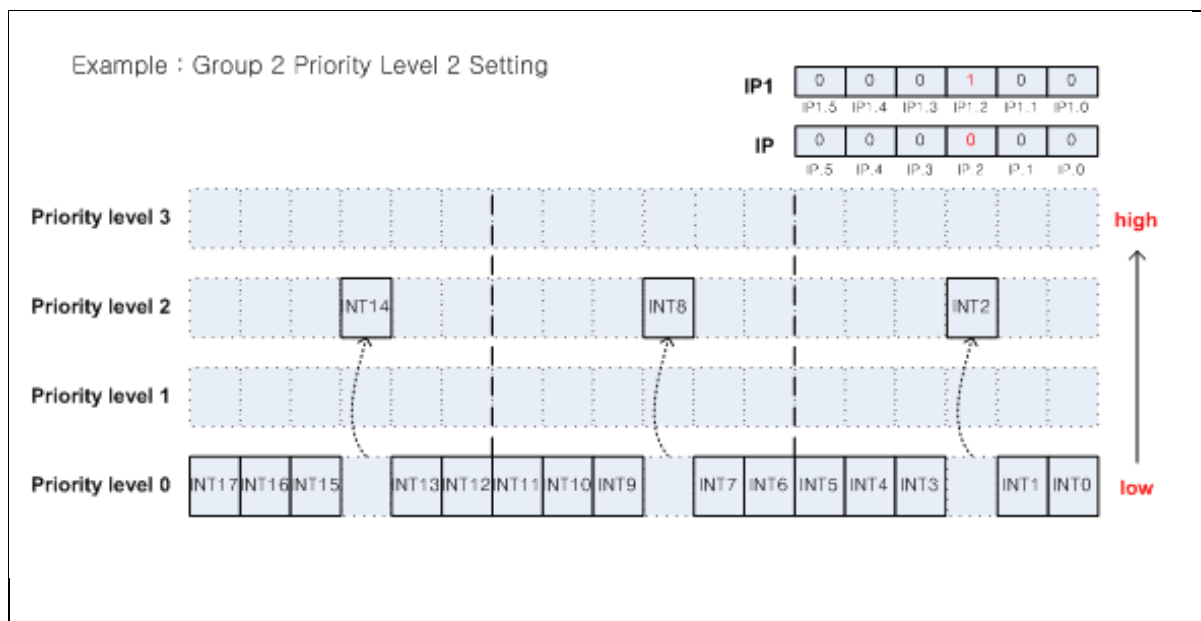 Example : Group 2 Priority Level 2 Setting
IP1 0 0 0 1 0 0
IP1.5 IP1.4 IP1.3 IP1.2 IP1.1 IP1.0
IP 0 0 0 0 0 0
IP.5 IP.4 IP.3 IP.2 IP.1 IP.0
Priority level 3 high
Priority level 2 INT14 INT8 INT2
Priority level 1
Priority level 0 INT17 INT16 INT15 INT13 INT12 INT11 INT10 INT9 INT7 INT6 INT5 INT4 INT3 INT1 INT0 low